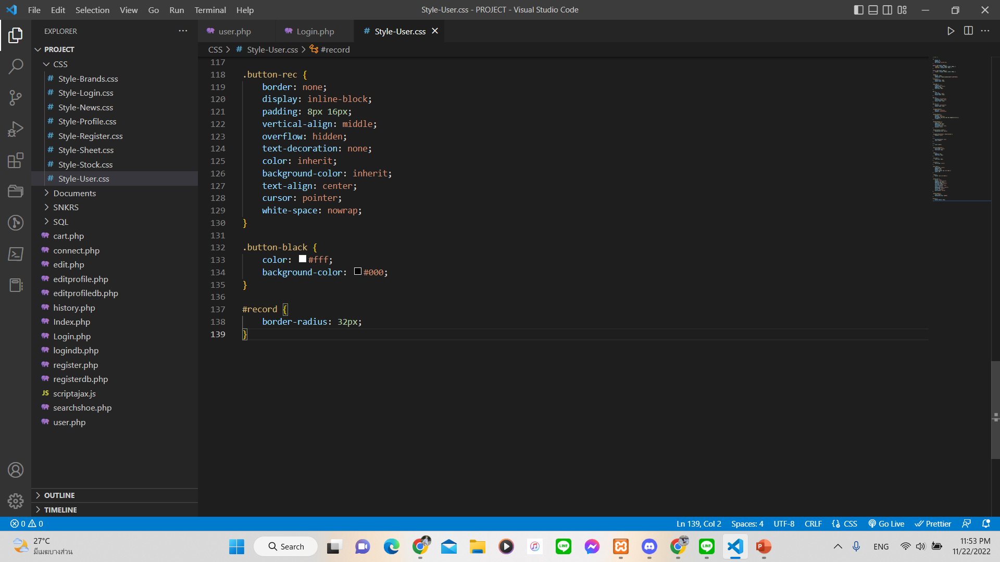 File Edit Selection View Go Run Terminal Help
Style-User.css - PROJECT - Visual Studio Code
EXPLORER
PROJECT
CSS
# Style-Brands.css
# Style-Login.css
# Style-News.css
# Style-Profile.css
# Style-Register.css
# Style-Sheet.css
# Style-Stock.css
# Style-User.css
Documents
SNKRS
SQL
cart.php
connect.php
edit.php
editprofile.php
editprofiledb.php
history.php
Index.php
Login.php
logindb.php
register.php
registerdb.php
JS scriptajax.js
searchshoe.php
user.php
OUTLINE
TIMELINE
user.php
Login.php
# Style-User.css
CSS > # Style-User.css > #record
117
118 .button-rec {
119 border: none;
120 display: inline-block;
121 padding: 8px 16px;
122 vertical-align: middle;
123 overflow: hidden;
124 text-decoration: none;
125 color: inherit;
126 background-color: inherit;
127 text-align: center;
128 cursor: pointer;
129 white-space: nowrap;
130 }
131
132 .button-black {
133 color: #fff;
134 background-color: #000;
135 }
136
137 #record {
138 border-radius: 32px;
139 }
0 0
Ln 139, Col 2 Spaces: 4 UTF-8 CRLF {} CSS Go Live Prettier
27°C
มีเมฆบางส่วน
Search
LINE
LINE
ENG
11:53 PM
11/22/2022